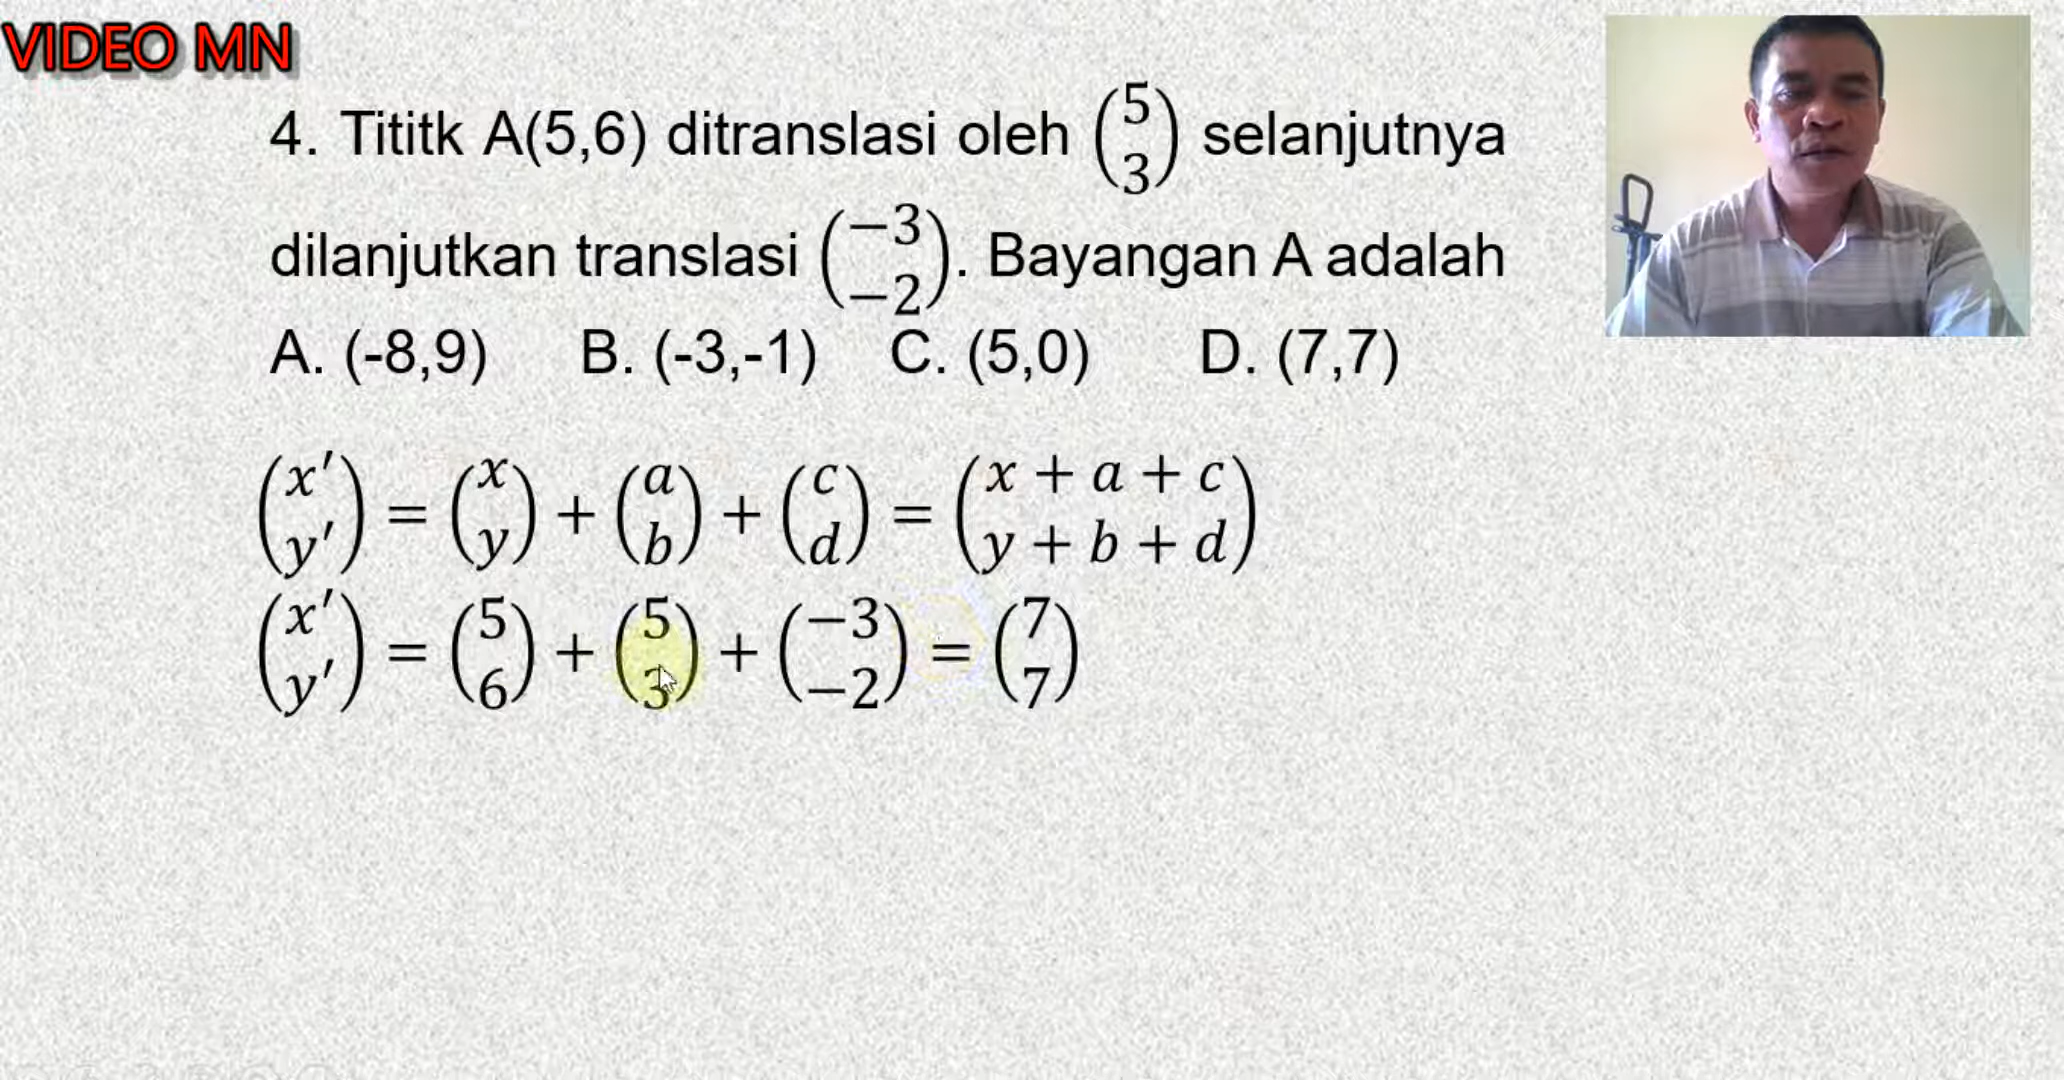 VIDEO MN
4. Tititk A(5,6) ditranslasi oleh (5 3) selanjutnya
dilanjutkan translasi (−3 −2). Bayangan A adalah
A. (-8,9) B. (-3,-1) C. (5,0) D. (7,7)
(x′ y′) = (x y) + (a b) + (c d) = (x + a + c y + b + d)
(x′ y′) = (5 6) + (5 3) + (−3 −2) = (7 7)